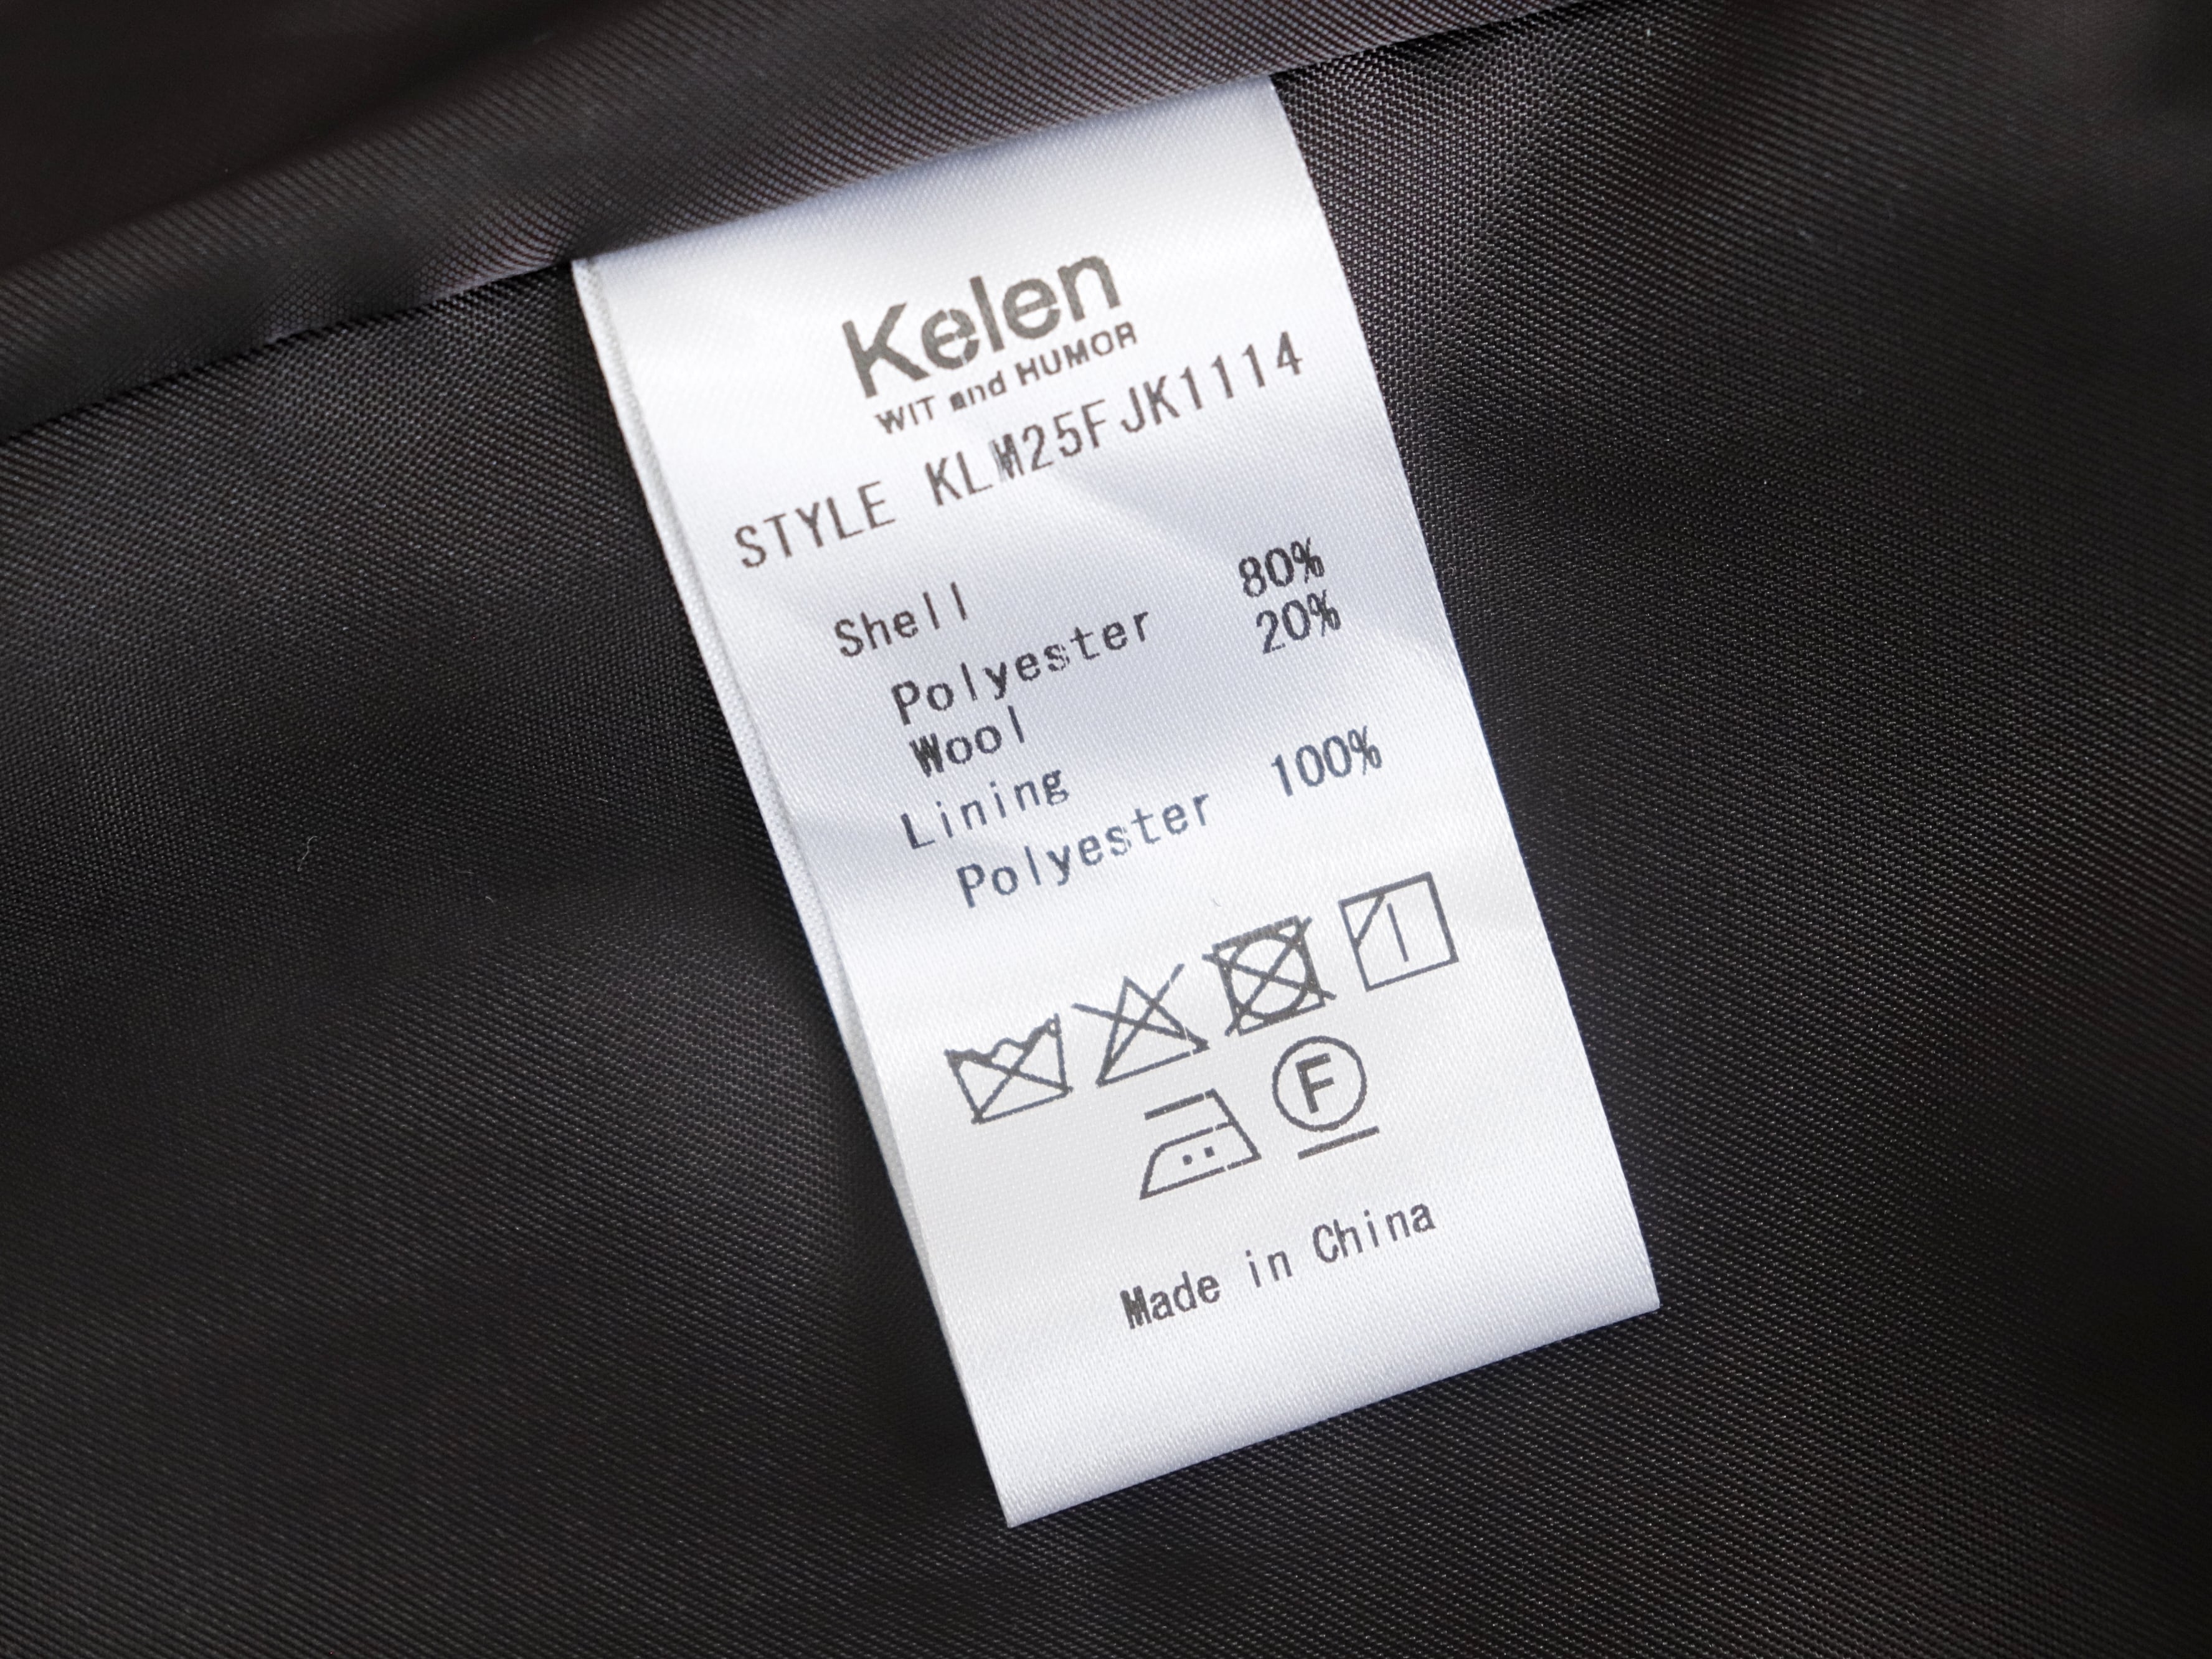 Kelen
WIT and HUMOR
STYLE KLM25FJK1114
Shell
Polyester 80%
Wool 20%
Lining
Polyester 100%
F
Made in China